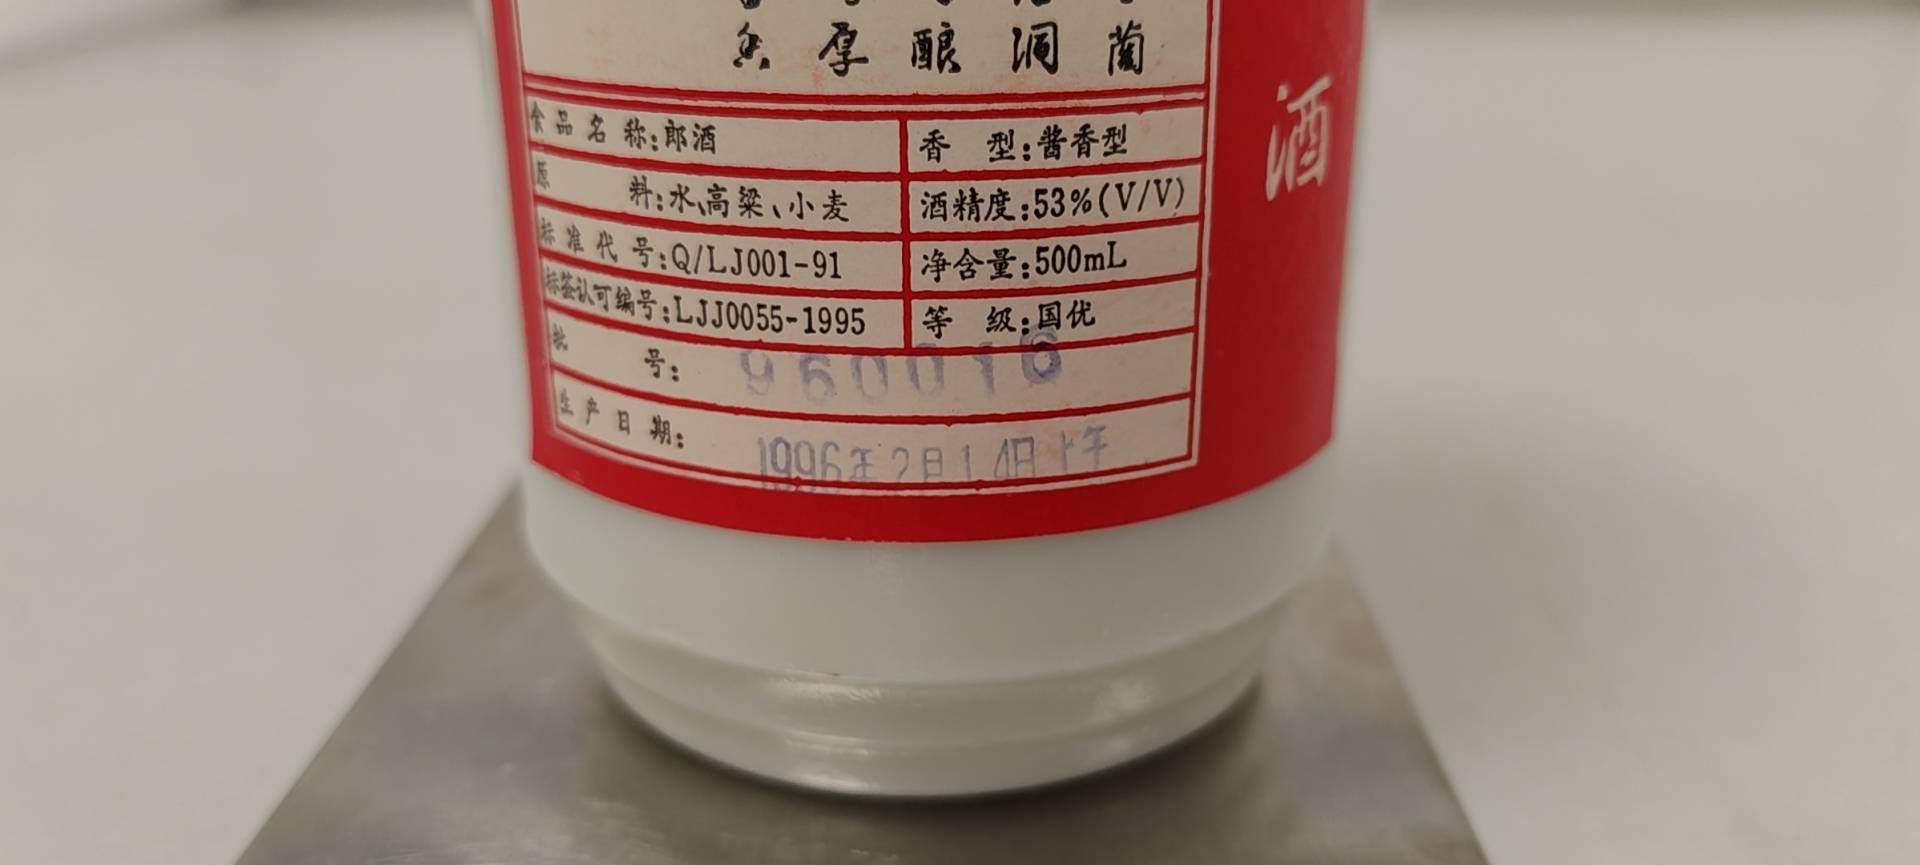 厚酿洞蔺
酒
食品名称:郎酒
香 型:酱香型
原 料:水、高粱、小麦
酒精度:53%(V/V)
标准代号:Q/LJ001-91
净含量:500mL
标签认可编号:LJJ0055-1995
等 级:国优
批 号: 960016
生产日期: 1996年2月14日上午